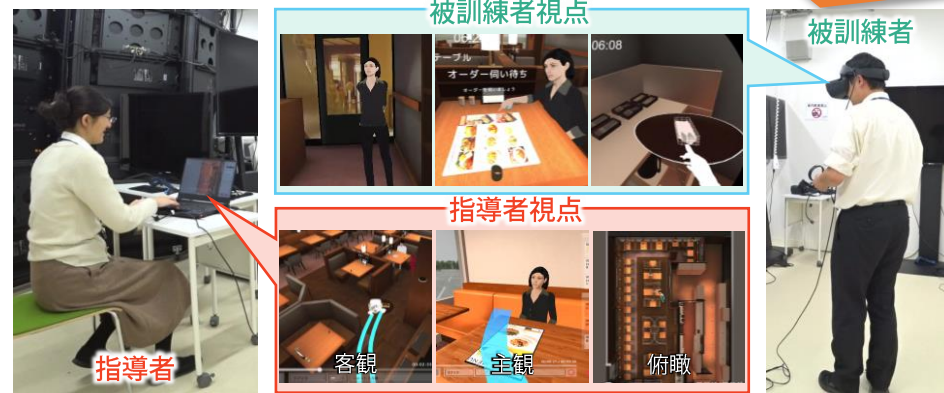 被訓練者視点
被訓練者
テーブル
オーダー伺い待ち
06:08
指導者視点
指導者
客観
主観
俯瞰